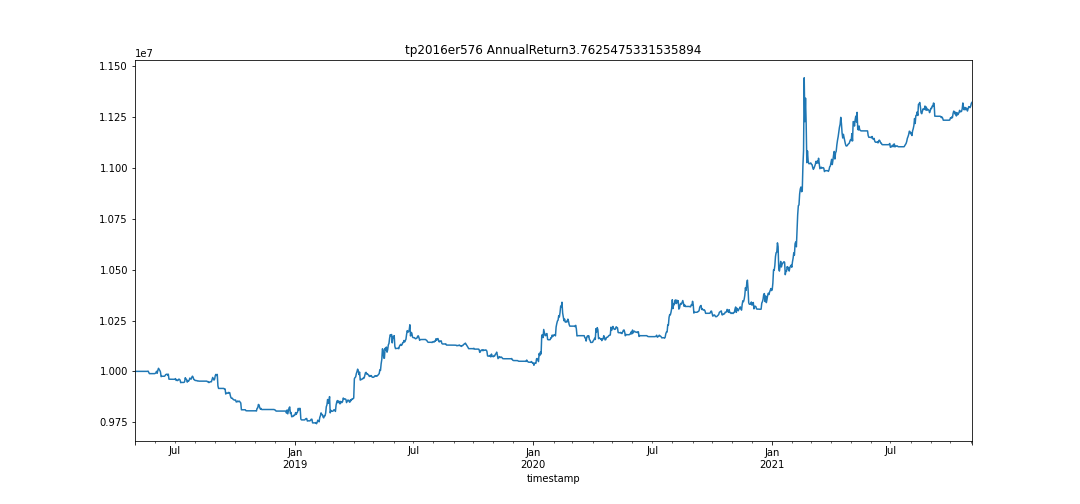 tp2016er576 AnnualReturn3.7625475331535894
1e7
1.150
1.125
1.100
1.075
1.050
1.025
1.000
0.975
Jul Jan Jul Jan Jul Jan Jul
2019 2020 2021
timestamp